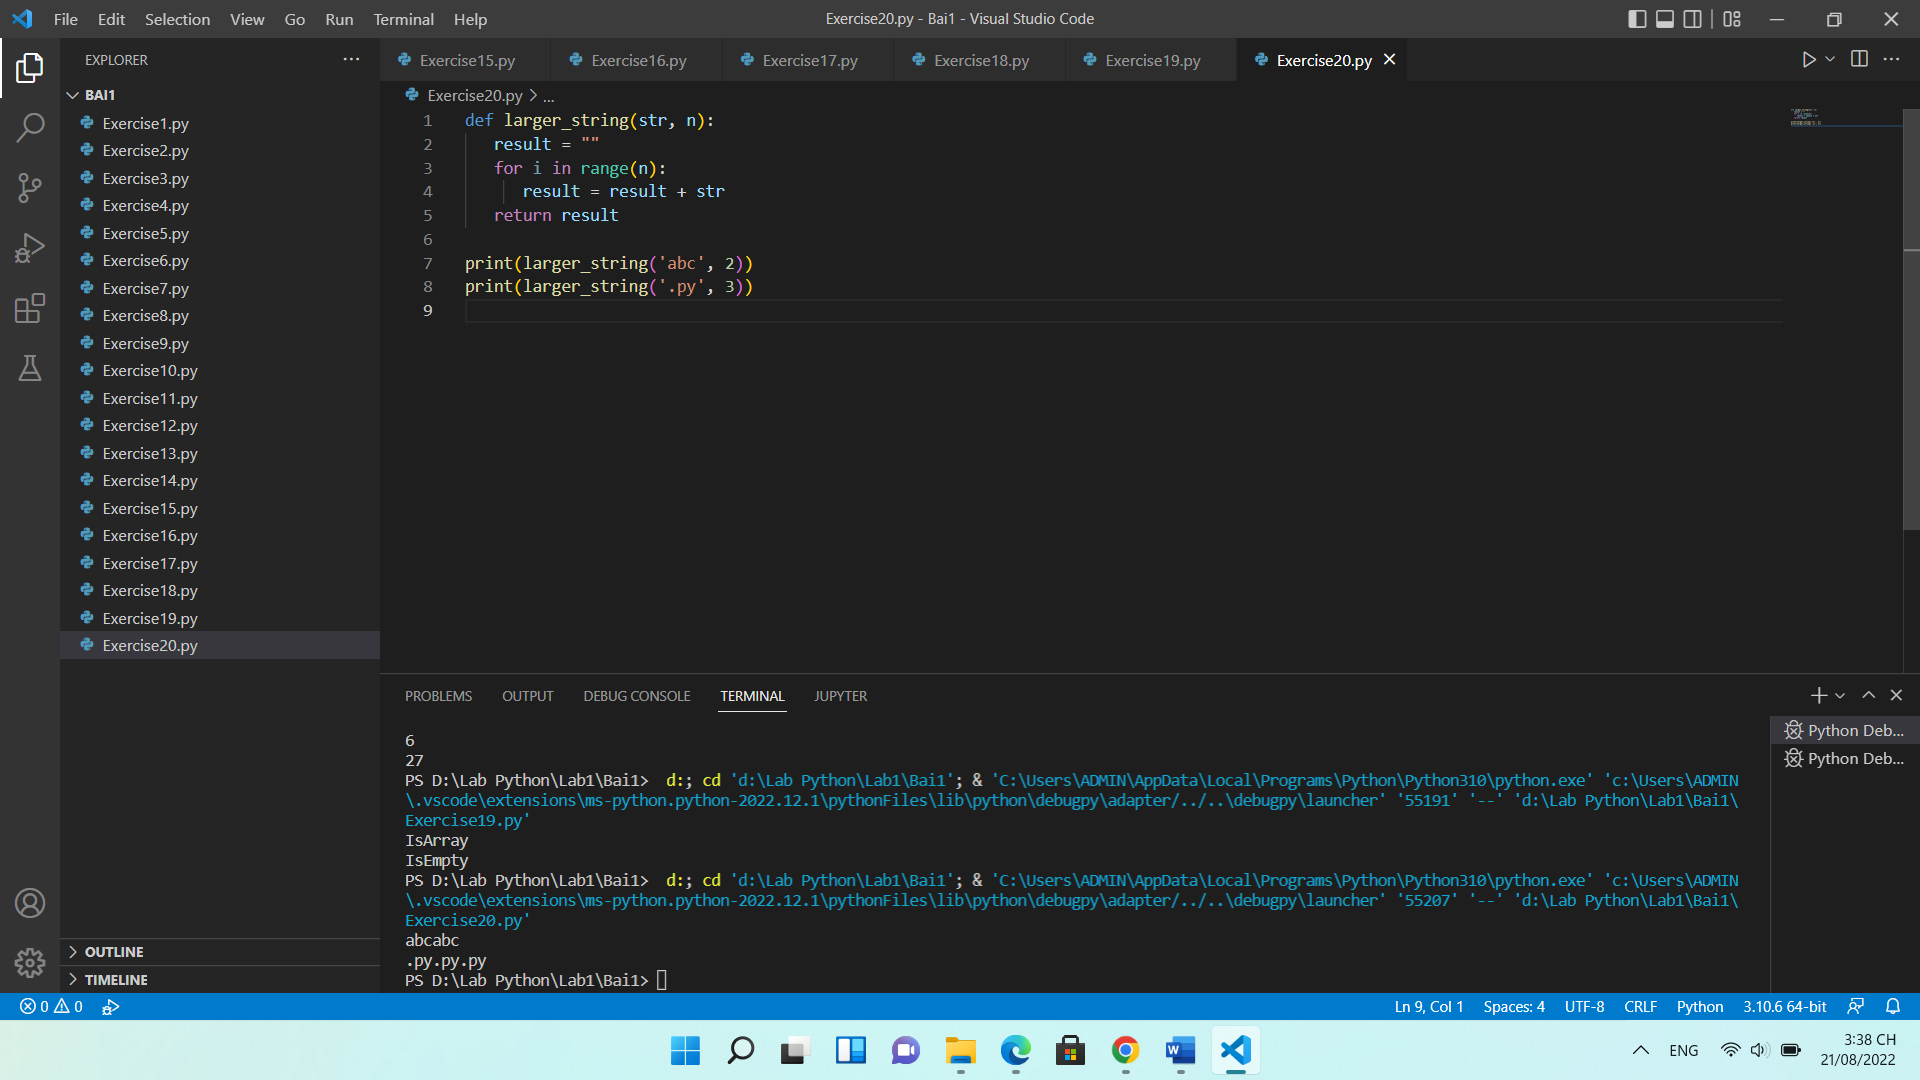 File Edit Selection View Go Run Terminal Help
Exercise20.py - Bai1 - Visual Studio Code
EXPLORER
BAI1
Exercise1.py
Exercise2.py
Exercise3.py
Exercise4.py
Exercise5.py
Exercise6.py
Exercise7.py
Exercise8.py
Exercise9.py
Exercise10.py
Exercise11.py
Exercise12.py
Exercise13.py
Exercise14.py
Exercise15.py
Exercise16.py
Exercise17.py
Exercise18.py
Exercise19.py
Exercise20.py
OUTLINE
TIMELINE
Exercise15.py Exercise16.py Exercise17.py Exercise18.py Exercise19.py Exercise20.py
Exercise20.py > ...
1 def larger_string(str, n):
2 result = ""
3 for i in range(n):
4 result = result + str
5 return result
6
7 print(larger_string('abc', 2))
8 print(larger_string('.py', 3))
9
PROBLEMS OUTPUT DEBUG CONSOLE TERMINAL JUPYTER
6
27
PS D:\Lab Python\Lab1\Bai1> d:; cd 'd:\Lab Python\Lab1\Bai1'; & 'C:\Users\ADMIN\AppData\Local\Programs\Python\Python310\python.exe' 'c:\Users\ADMIN
\.vscode\extensions\ms-python.python-2022.12.1\pythonFiles\lib\python\debugpy\adapter/../..\debugpy\launcher' '55191' '--' 'd:\Lab Python\Lab1\Bai1\
Exercise19.py'
IsArray
IsEmpty
PS D:\Lab Python\Lab1\Bai1> d:; cd 'd:\Lab Python\Lab1\Bai1'; & 'C:\Users\ADMIN\AppData\Local\Programs\Python\Python310\python.exe' 'c:\Users\ADMIN
\.vscode\extensions\ms-python.python-2022.12.1\pythonFiles\lib\python\debugpy\adapter/../..\debugpy\launcher' '55207' '--' 'd:\Lab Python\Lab1\Bai1\
Exercise20.py'
abcabc
.py.py.py
PS D:\Lab Python\Lab1\Bai1>
Python Deb...
Python Deb...
0 0
Ln 9, Col 1 Spaces: 4 UTF-8 CRLF Python 3.10.6 64-bit
ENG
3:38 CH
21/08/2022